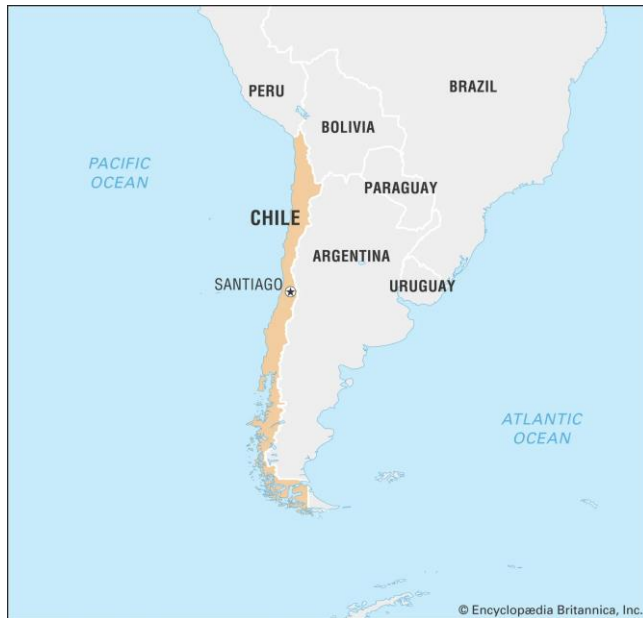 PERU
BRAZIL
BOLIVIA
PACIFIC
OCEAN
PARAGUAY
CHILE
ARGENTINA
SANTIAGO
URUGUAY
ATLANTIC
OCEAN
© Encyclopædia Britannica, Inc.